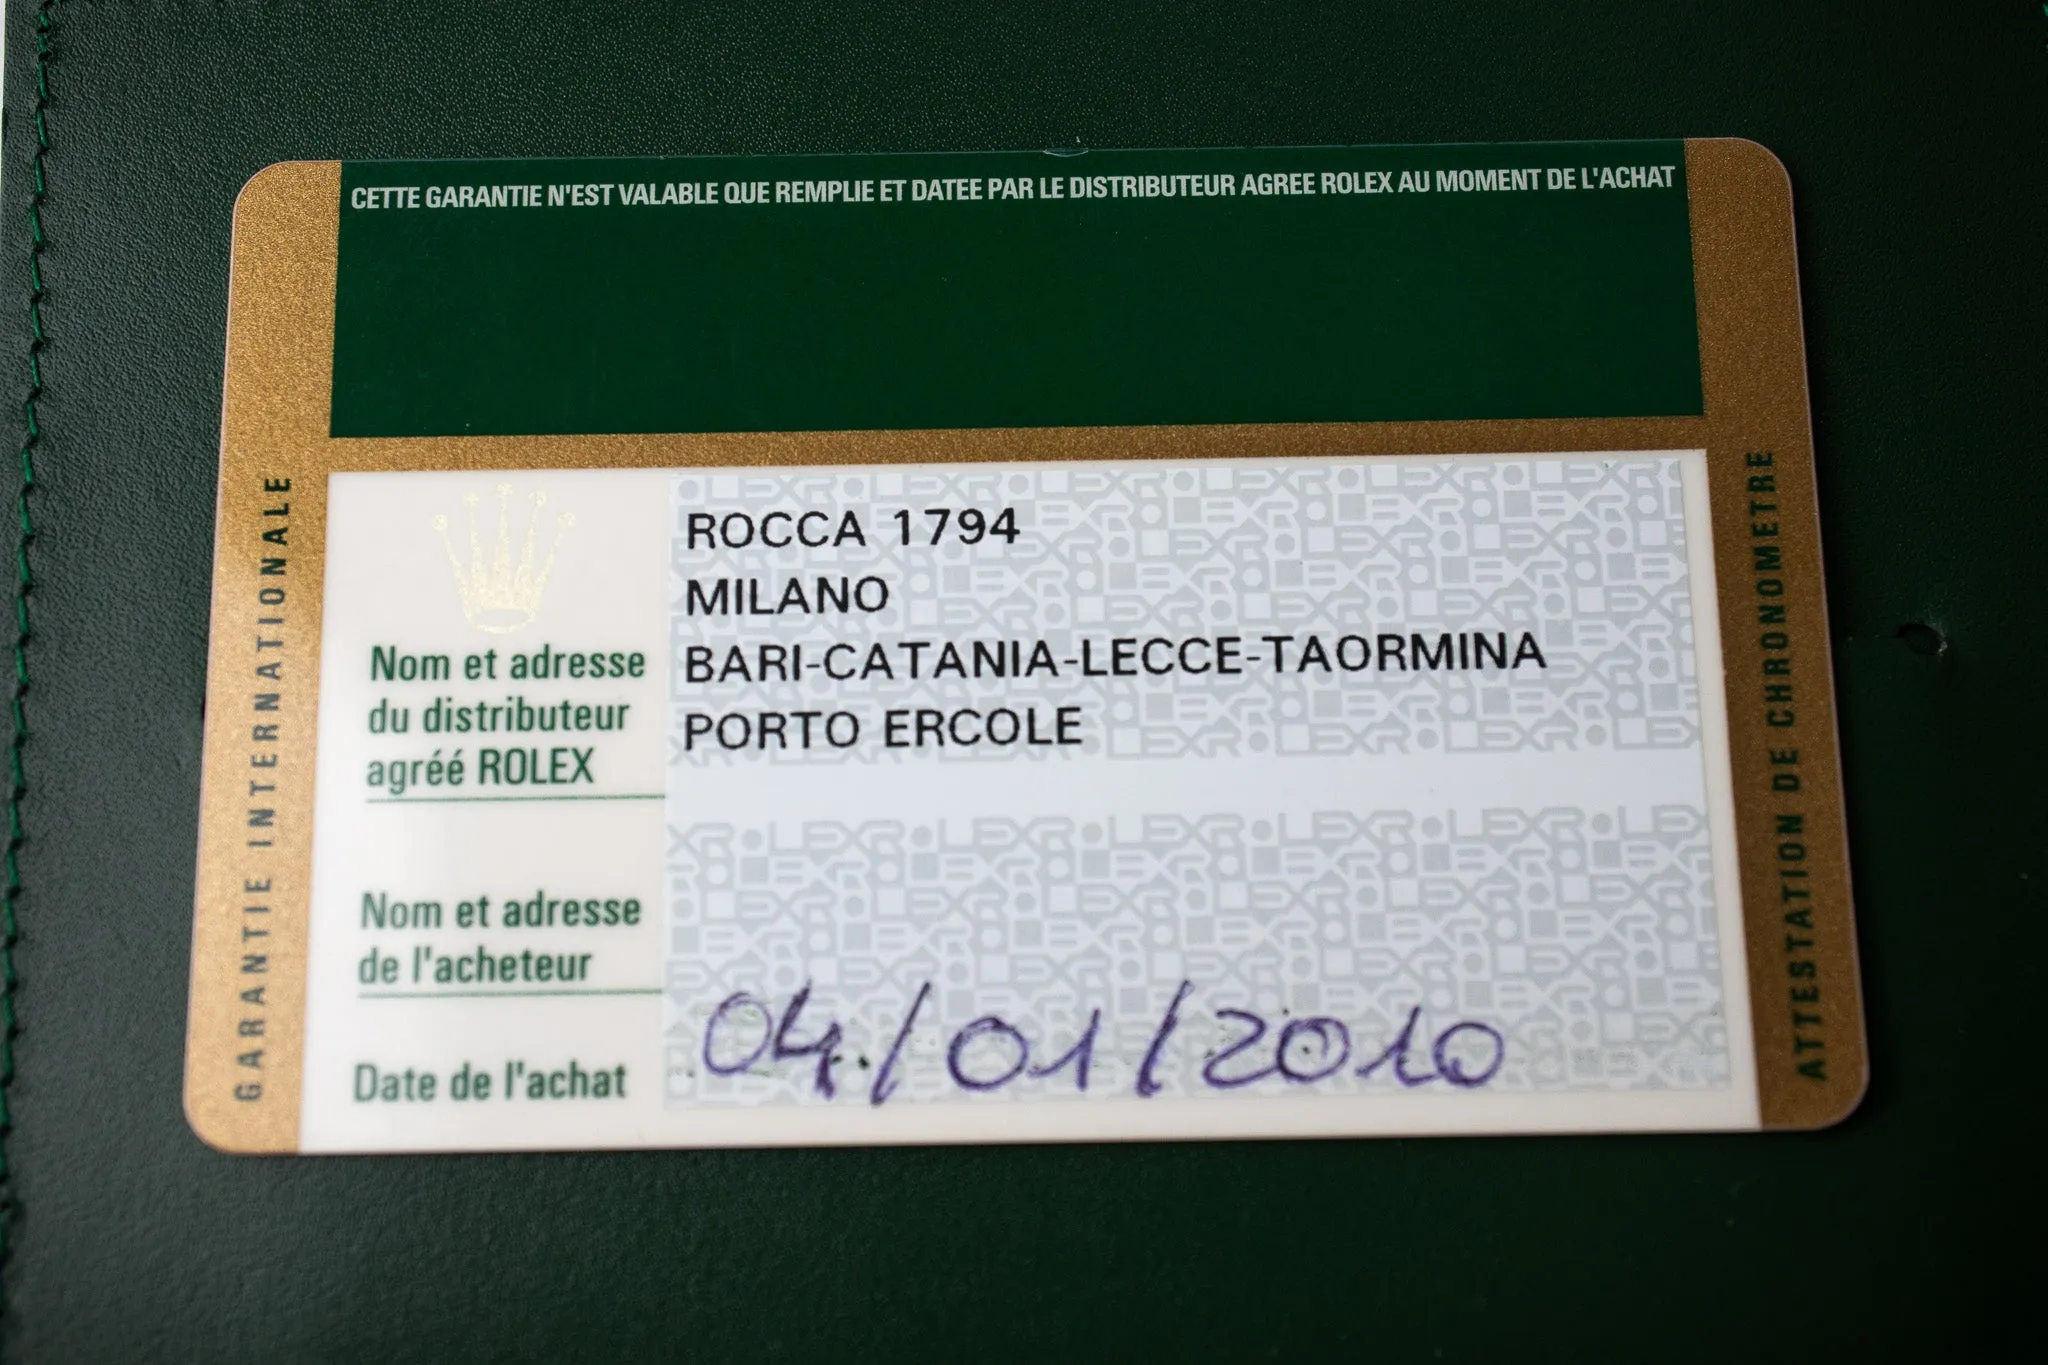 CETTE GARANTIE N'EST VALABLE QUE REMPLIE ET DATEE PAR LE DISTRIBUTEUR AGREE ROLEX AU MOMENT DE L'ACHAT
GARANTIE INTERNATIONALE
Nom et adresse
du distributeur
agréé ROLEX
ROCCA 1794
MILANO
BARI-CATANIA-LECCE-TAORMINA
PORTO ERCOLE
Nom et adresse
de l'acheteur
Date de l'achat
04/01/2010
ATTESTATION DE CHRONOMETRE